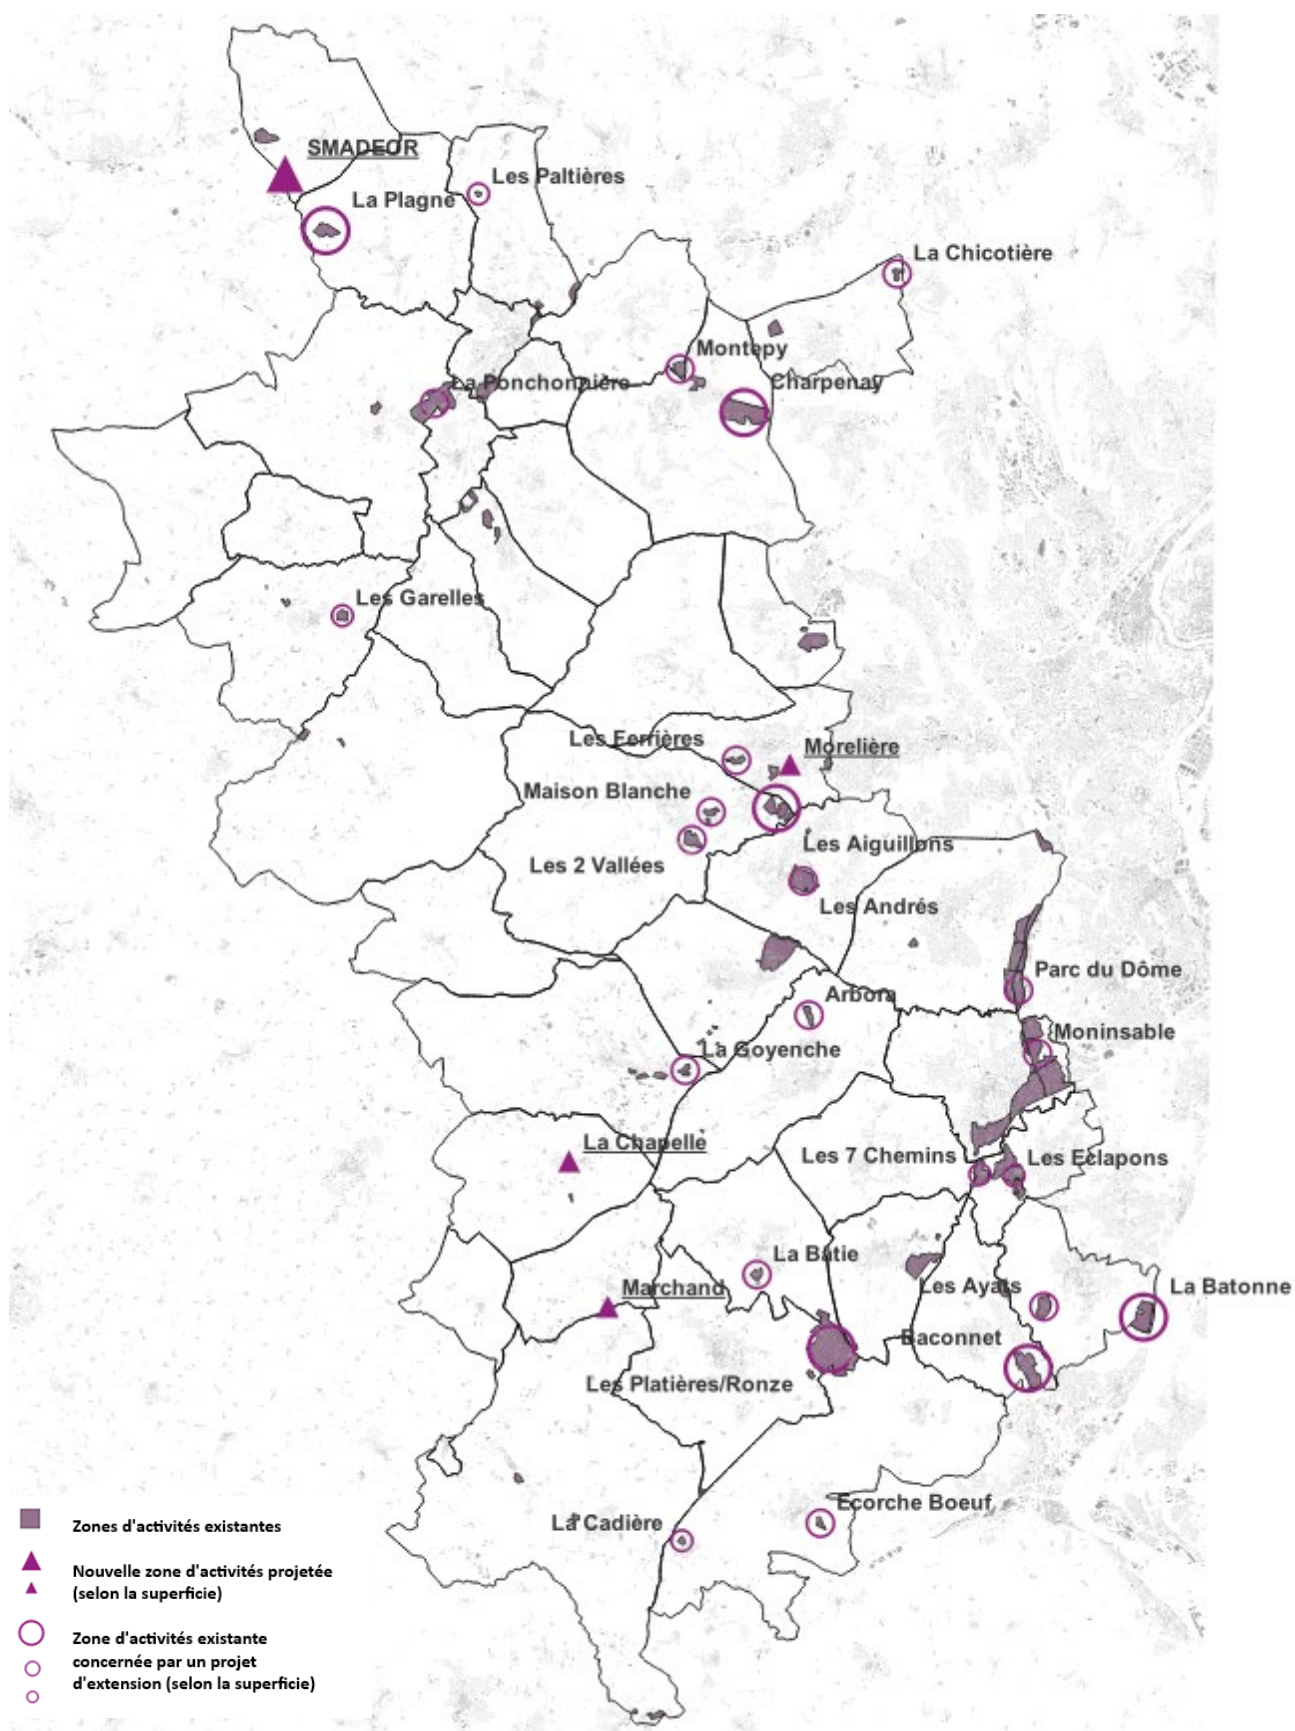 SMADEOR
Les Paltières
La Plagne
La Chicotière
Montepy
La Ponchonnière
Charpenay
Les Garelles
Les Ferrières
Morelière
Maison Blanche
Les Aiguillons
Les 2 Vallées
Les Andrés
Parc du Dôme
Arbora
Moninsable
La Goyenche
La Chapelle
Les 7 Chemins
Les Eclapons
La Bâtie
Marchand
Les Ayats
La Batonne
Baconnet
Les Platières/Ronze
Ecorche Boeuf
La Cadière
Zones d'activités existantes
Nouvelle zone d'activités projetée
(selon la superficie)
Zone d'activités existante
concernée par un projet
d'extension (selon la superficie)